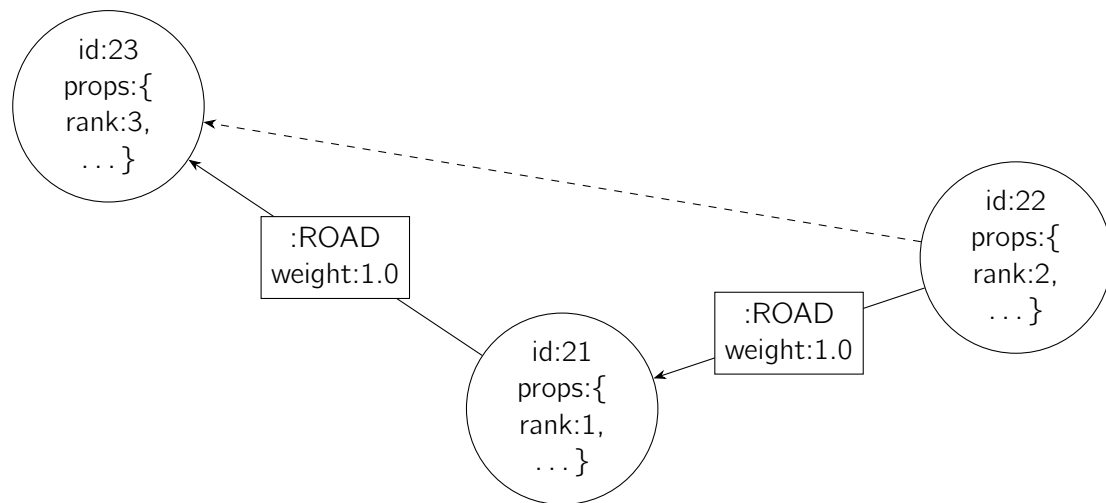 id:23
props:{
rank:3,
...}
:ROAD
weight:1.0
id:22
props:{
rank:2,
...}
:ROAD
weight:1.0
id:21
props:{
rank:1,
...}